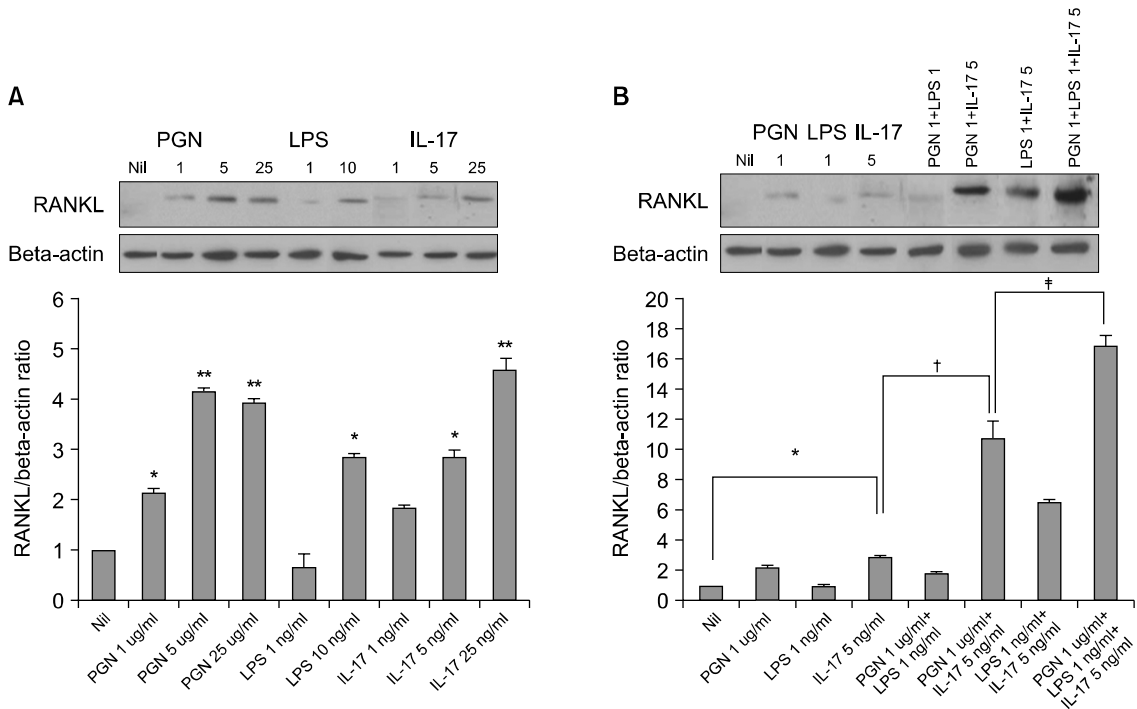 A
PGN LPS IL-17
Nil 1 5 25 1 10 1 5 25
RANKL
Beta-actin
RANKL/beta-actin ratio
6
5
4
3
2
1
0
*
**
**
*
*
**
Nil
PGN 1 ug/ml
PGN 5 ug/ml
PGN 25 ug/ml
LPS 1 ng/ml
LPS 10 ng/ml
IL-17 1 ng/ml
IL-17 5 ng/ml
IL-17 25 ng/ml
B
PGN LPS IL-17
Nil 1 1 5
PGN 1+LPS 1
PGN 1+IL-17 5
LPS 1+IL-17 5
PGN 1+LPS 1+IL-17 5
RANKL
Beta-actin
RANKL/beta-actin ratio
20
18
16
14
12
10
8
6
4
2
0
*
†
‡
Nil
PGN 1 ug/ml
LPS 1 ng/ml
IL-17 5 ng/ml
PGN 1 ug/ml+
LPS 1 ng/ml
PGN 1 ug/ml+
IL-17 5 ng/ml
LPS 1 ng/ml+
IL-17 5 ng/ml
PGN 1 ug/ml+
LPS 1 ng/ml+
IL-17 5 ng/ml